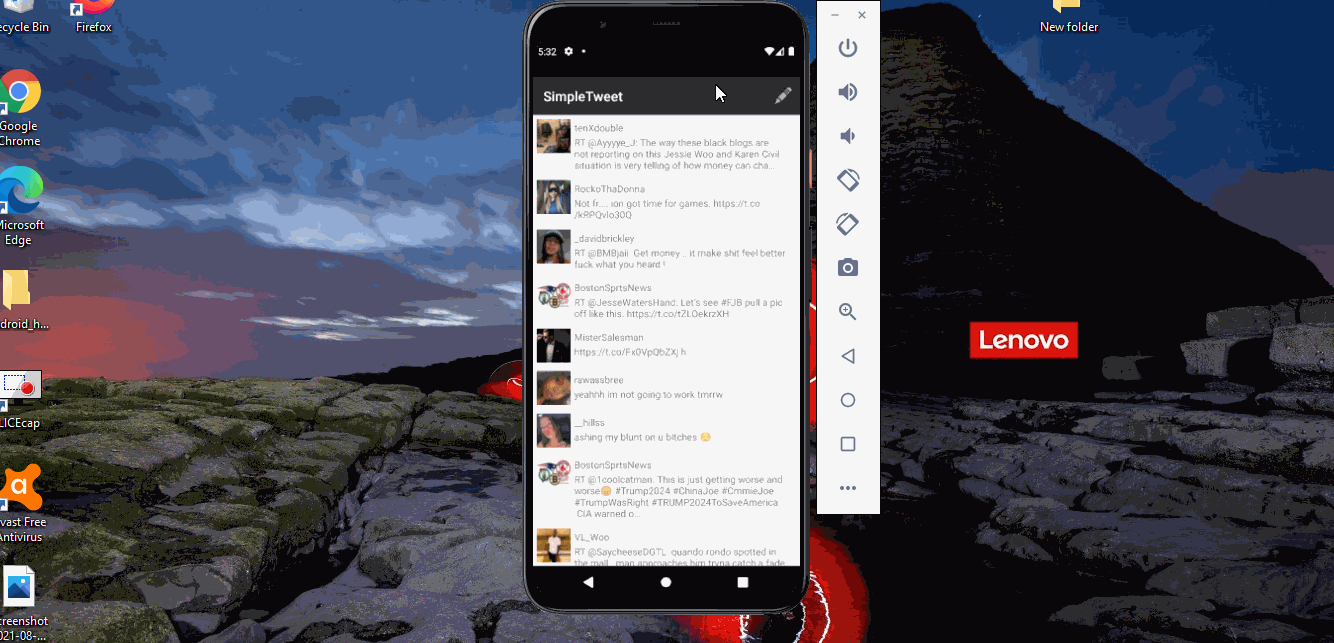 ecycle Bin
Firefox
New folder
Google
Chrome
Microsoft
Edge
droid_h...
LICEcap
vast Free
Antivirus
creenshot
021-08-...
5:32
SimpleTweet
tenXdouble
RT @Ayyyye_J: The way these black blogs are
not reporting on this Jessie Woo and Karen Civil
situation is very telling of how money can cha...
RockoThaDonna
Not fr.... ion got time for games. https://t.co
/kRPQvlo30Q
_davidbrickley
RT @BMBjaii: Get money .. it make shit feel better
fuck what you heard !
BostonSprtsNews
RT @JesseWatersHand: Let's see #FJB pull a pic
off like this. https://t.co/tZLOekrzXH
MisterSalesman
https://t.co/Fx0VpQbZXj h
rawassbree
yeahhh im not going to work tmrrw
__hillss
ashing my blunt on u bitches 😌
BostonSprtsNews
RT @1coolcatman: This is just getting worse and
worse😠 #Trump2024 #ChinaJoe #CmmieJoe
#TrumpWasRight #TRUMP2024ToSaveAmerica
CIA warned o...
VL_Woo
RT @SaycheeseDGTL: quando rondo spotted in
the mall.. man approaches him tryna catch a fade
Lenovo